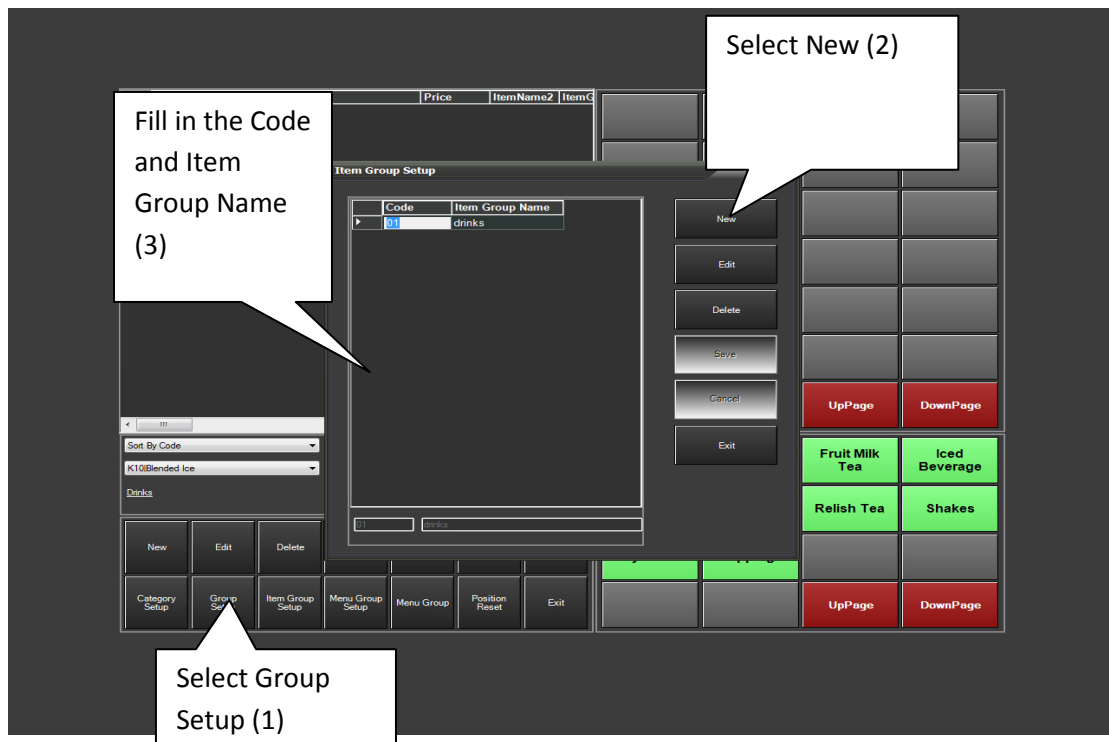 Select New (2)
Fill in the Code
and Item
Group Name
(3)
Price ItemName2 ItemG
Item Group Setup
Code Item Group Name
01 drinks
New
Edit
Delete
Save
Cancel
Exit
01 drinks
Sort By Code
K10|Blended Ice
Drinks
New Edit Delete
Category
Setup
Group
Setup
Item Group
Setup
Menu Group
Setup
Menu Group
Position
Reset
Exit
UpPage DownPage
Fruit Milk
Tea
Iced
Beverage
Relish Tea Shakes
UpPage DownPage
Select Group
Setup (1)